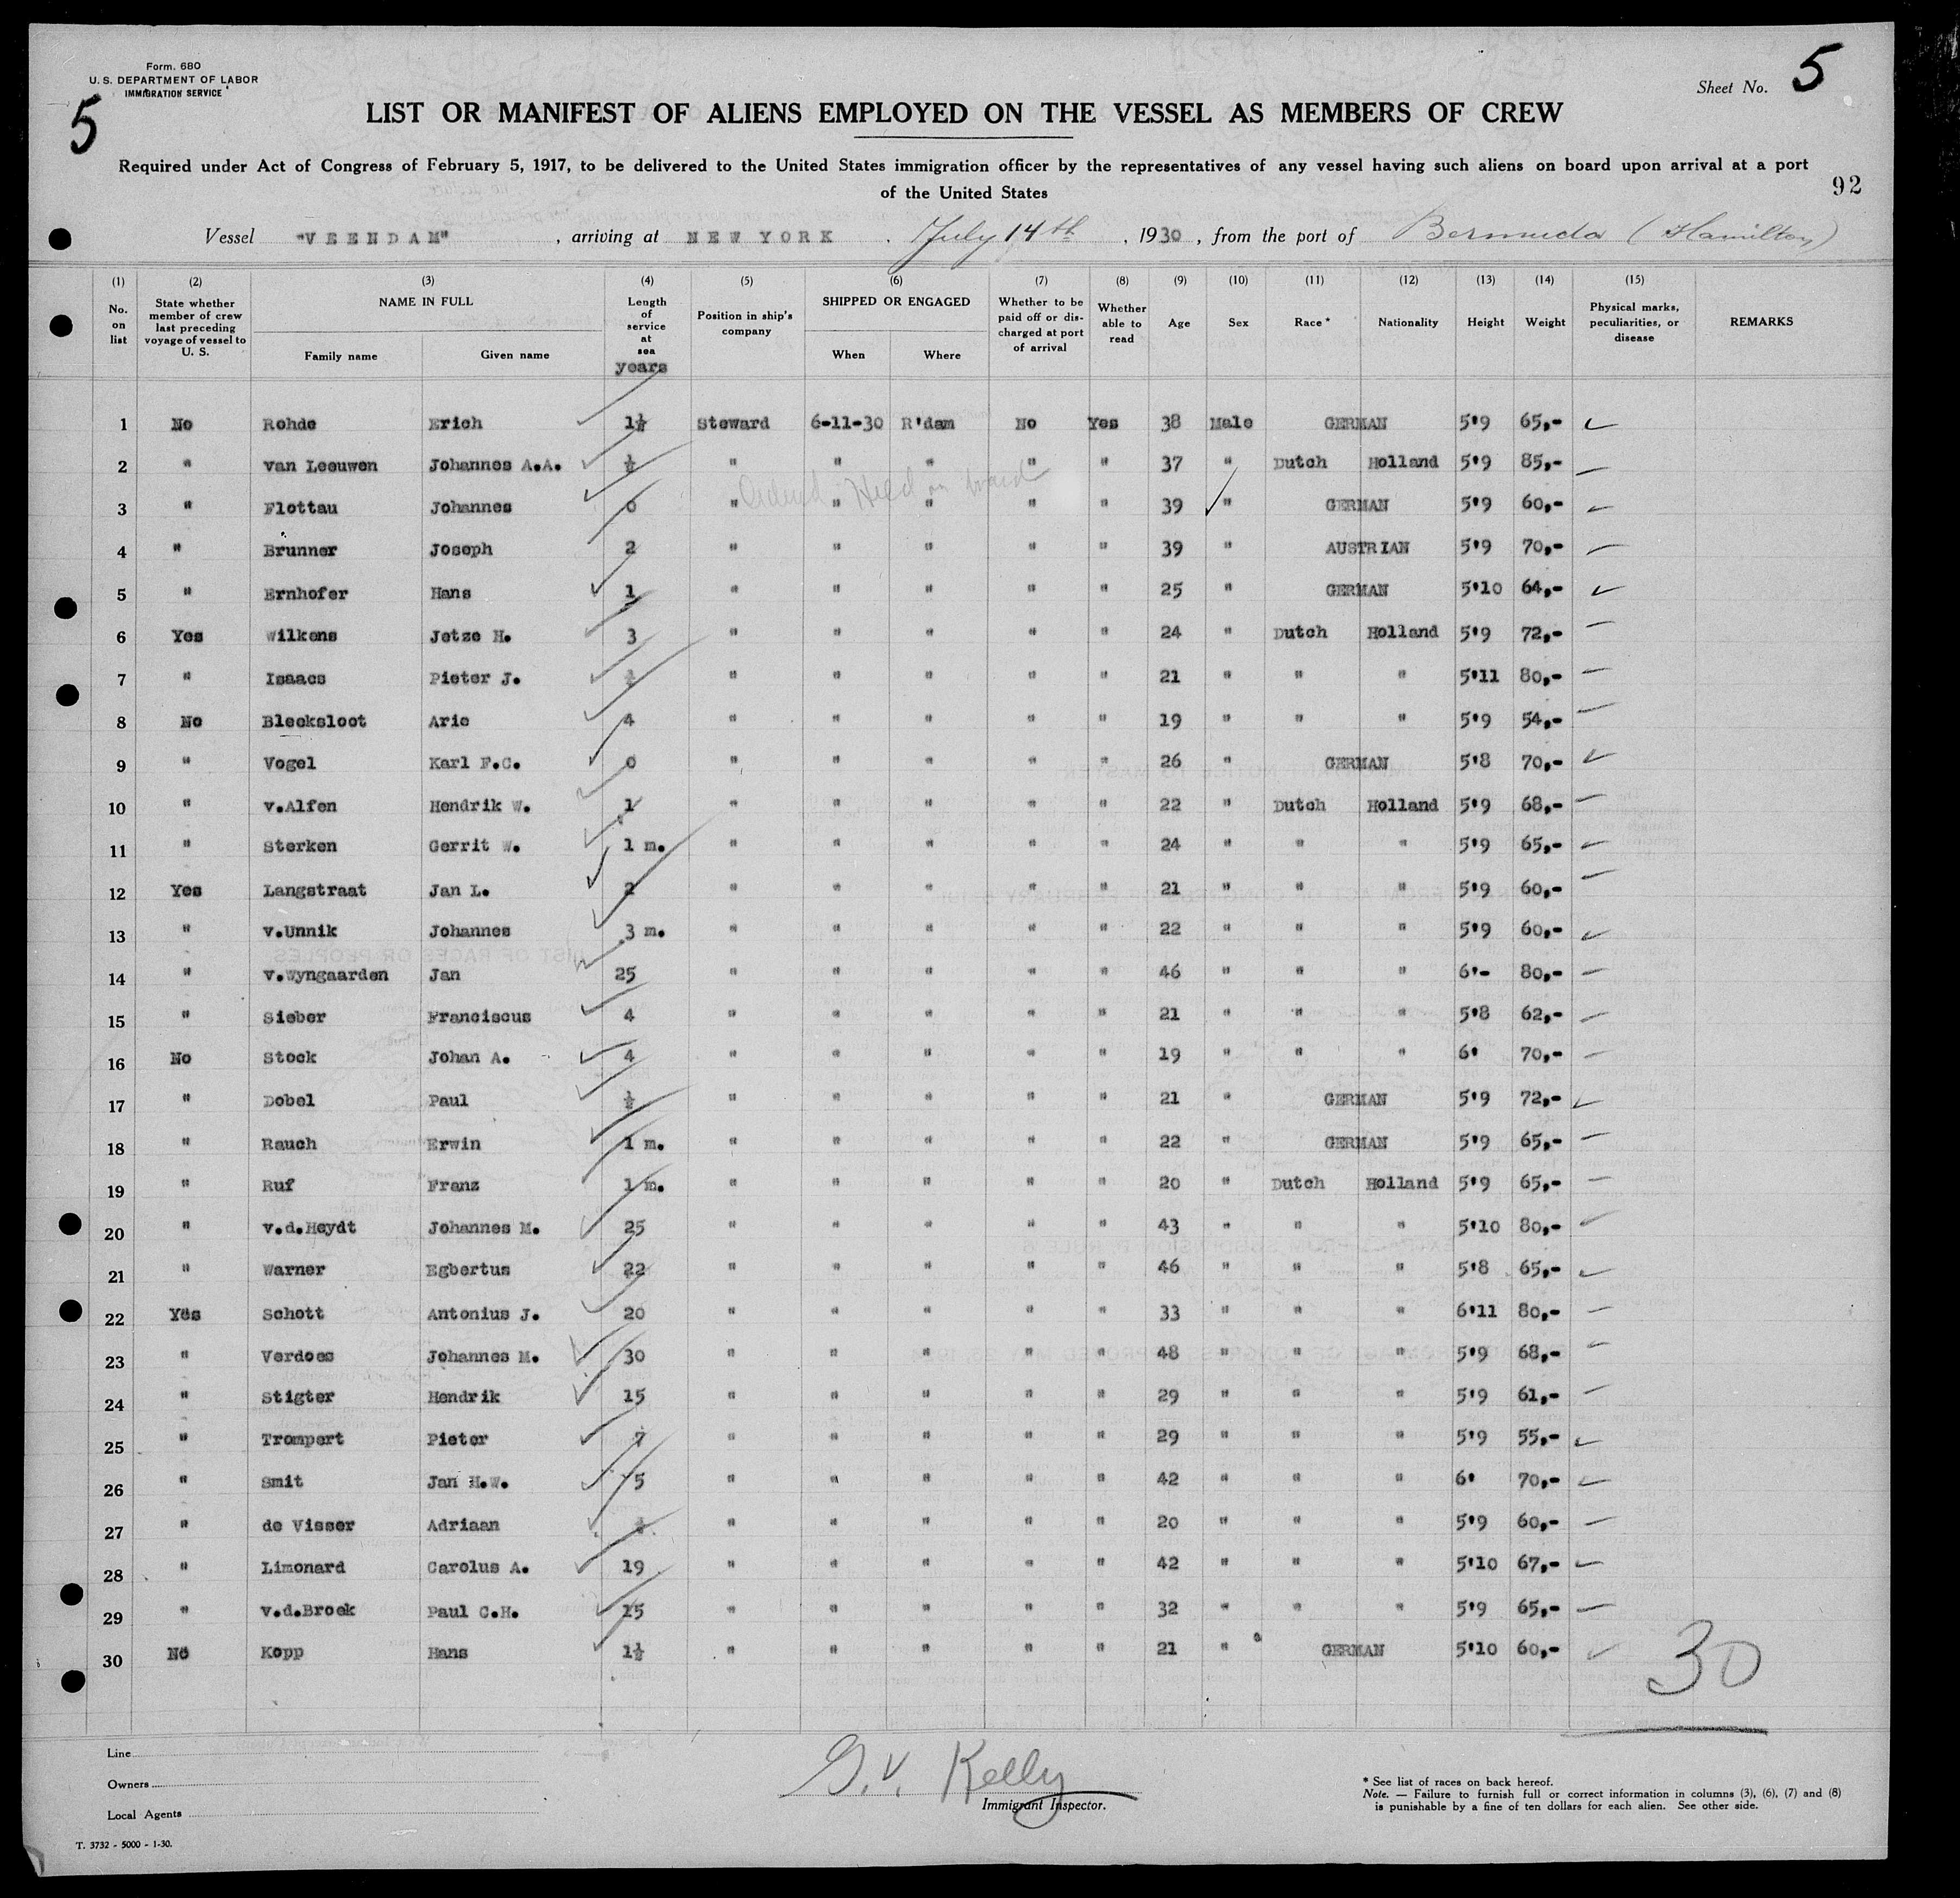 Form. 680
U. S. DEPARTMENT OF LABOR
IMMIGRATION SERVICE
5
Sheet No. 5
LIST OR MANIFEST OF ALIENS EMPLOYED ON THE VESSEL AS MEMBERS OF CREW
Required under Act of Congress of February 5, 1917, to be delivered to the United States immigration officer by the representatives of any vessel having such aliens on board upon arrival at a port
of the United States
92
Vessel "VEENDAM", arriving at NEW YORK. July 14th, 1930, from the port of Bermuda (Hamilton)
(1) (2) (3) (4) (5) (6) (7) (8) (9) (10) (11) (12) (13) (14) (15)
No. on list | State whether member of crew last preceding voyage of vessel to U. S. | NAME IN FULL | Length of service at sea | Position in ship's company | SHIPPED OR ENGAGED | Whether to be paid off or discharged at port of arrival | Whether able to read | Age | Sex | Race* | Nationality | Height | Weight | Physical marks, peculiarities, or disease | REMARKS
Family name | Given name | years | When | Where
1 No Rohde Erich 1½ Steward 6-11-30 R'dam No Yes 38 Male GERMAN 5'9 65,-
2 " van Leeuwen Johannes A.A. ½ " " " " " 37 " Dutch Holland 5'9 85,-
Held on board
3 " Flottau Johannes 0 " " " " " 39 " GERMAN 5'9 60,-
4 " Brunner Joseph 2 " " " " " 39 " AUSTRIAN 5'9 70,-
5 " Ernhofer Hans 1 " " " " " 25 " GERMAN 5'10 64,-
6 Yes Wilkens Jetze H. 3 " " " " " 24 " Dutch Holland 5'9 72,-
7 " Isaacs Pieter J. " " " " " 21 " " " 5'11 80,-
8 No Bleeksloot Arie 4 " " " " " 19 " " " 5'9 54,-
9 " Vogel Karl F.C. 0 " " " " " 26 " GERMAN 5'8 70,-
10 " v.Alfen Hendrik W. 1 " " " " " 22 " Dutch Holland 5'9 68,-
11 " Sterken Gerrit W. 1 m. " " " " " 24 " " " 5'9 65,-
12 Yes Langstraat Jan L. 2 " " " " " 21 " " " 5'9 60,-
13 " v.Unnik Johannes 3 m. " " " " " 22 " " " 5'9 60,-
14 " v.Wyngaarden Jan 25 " " " " " 46 " " " 6'- 80,-
15 " Sieber Franciscus 4 " " " " " 21 " " " 5'8 62,-
16 No Stock Johan A. 4 " " " " " 19 " " " 6' 70,-
17 " Dobel Paul ½ " " " " " 21 " GERMAN 5'9 72,-
18 " Rauch Erwin 1 m. " " " " " 22 " GERMAN 5'9 65,-
19 " Ruf Franz 1 m. " " " " " 20 " Dutch Holland 5'9 65,-
20 " v.d.Heydt Johannes M. 25 " " " " " 43 " " " 5'10 80,-
21 " Warner Egbertus 22 " " " " " 46 " " " 5'8 65,-
22 Yes Schott Antonius J. 20 " " " " " 33 " " " 6'11 80,-
23 " Verdoes Johannes M. 30 " " " " " 48 " " " 5'9 68,-
24 " Stigter Hendrik 15 " " " " " 29 " " " 5'9 61,-
25 " Trompert Pieter 7 " " " " " 29 " " " 5'9 55,-
26 " Smit Jan H.W. 5 " " " " " 42 " " " 6' 70,-
27 " de Visser Adriaan " " " " " 20 " " " 5'9 60,-
28 " Limonard Carolus A. 19 " " " " " 42 " " " 5'10 67,-
29 " v.d.Broek Paul C.H. 15 " " " " " 32 " " " 5'9 65,-
30 No Kopp Hans 1½ " " " " " 21 " GERMAN 5'10 60,-
30
Line
Owners
Local Agents
G.V. Kelly
Immigrant Inspector.
* See list of races on back hereof.
Note. — Failure to furnish full or correct information in columns (3), (6), (7) and (8)
is punishable by a fine of ten dollars for each alien. See other side.
T. 3732 - 5000 - 1-30.